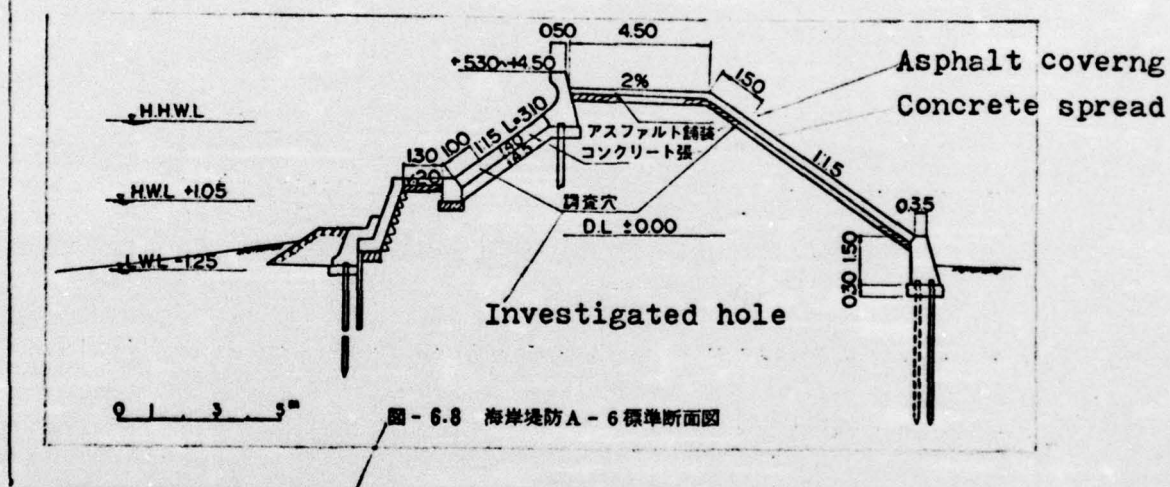 0.50 4.50
+5.30~+4.50
Asphalt coverng
2%
1.50
Concrete spread
H.H.W.L
1:1.5 L=3.10
アスファルト舗装
1.00
コンクリート張
1.30
1:1.5
H.W.L +1.05
調査穴
0.35
D.L ±0.00
1.50
L.W.L -1.25
0.30
Investigated hole
0 1 3 5 m
図-6.8 海岸堤防A-6標準断面図